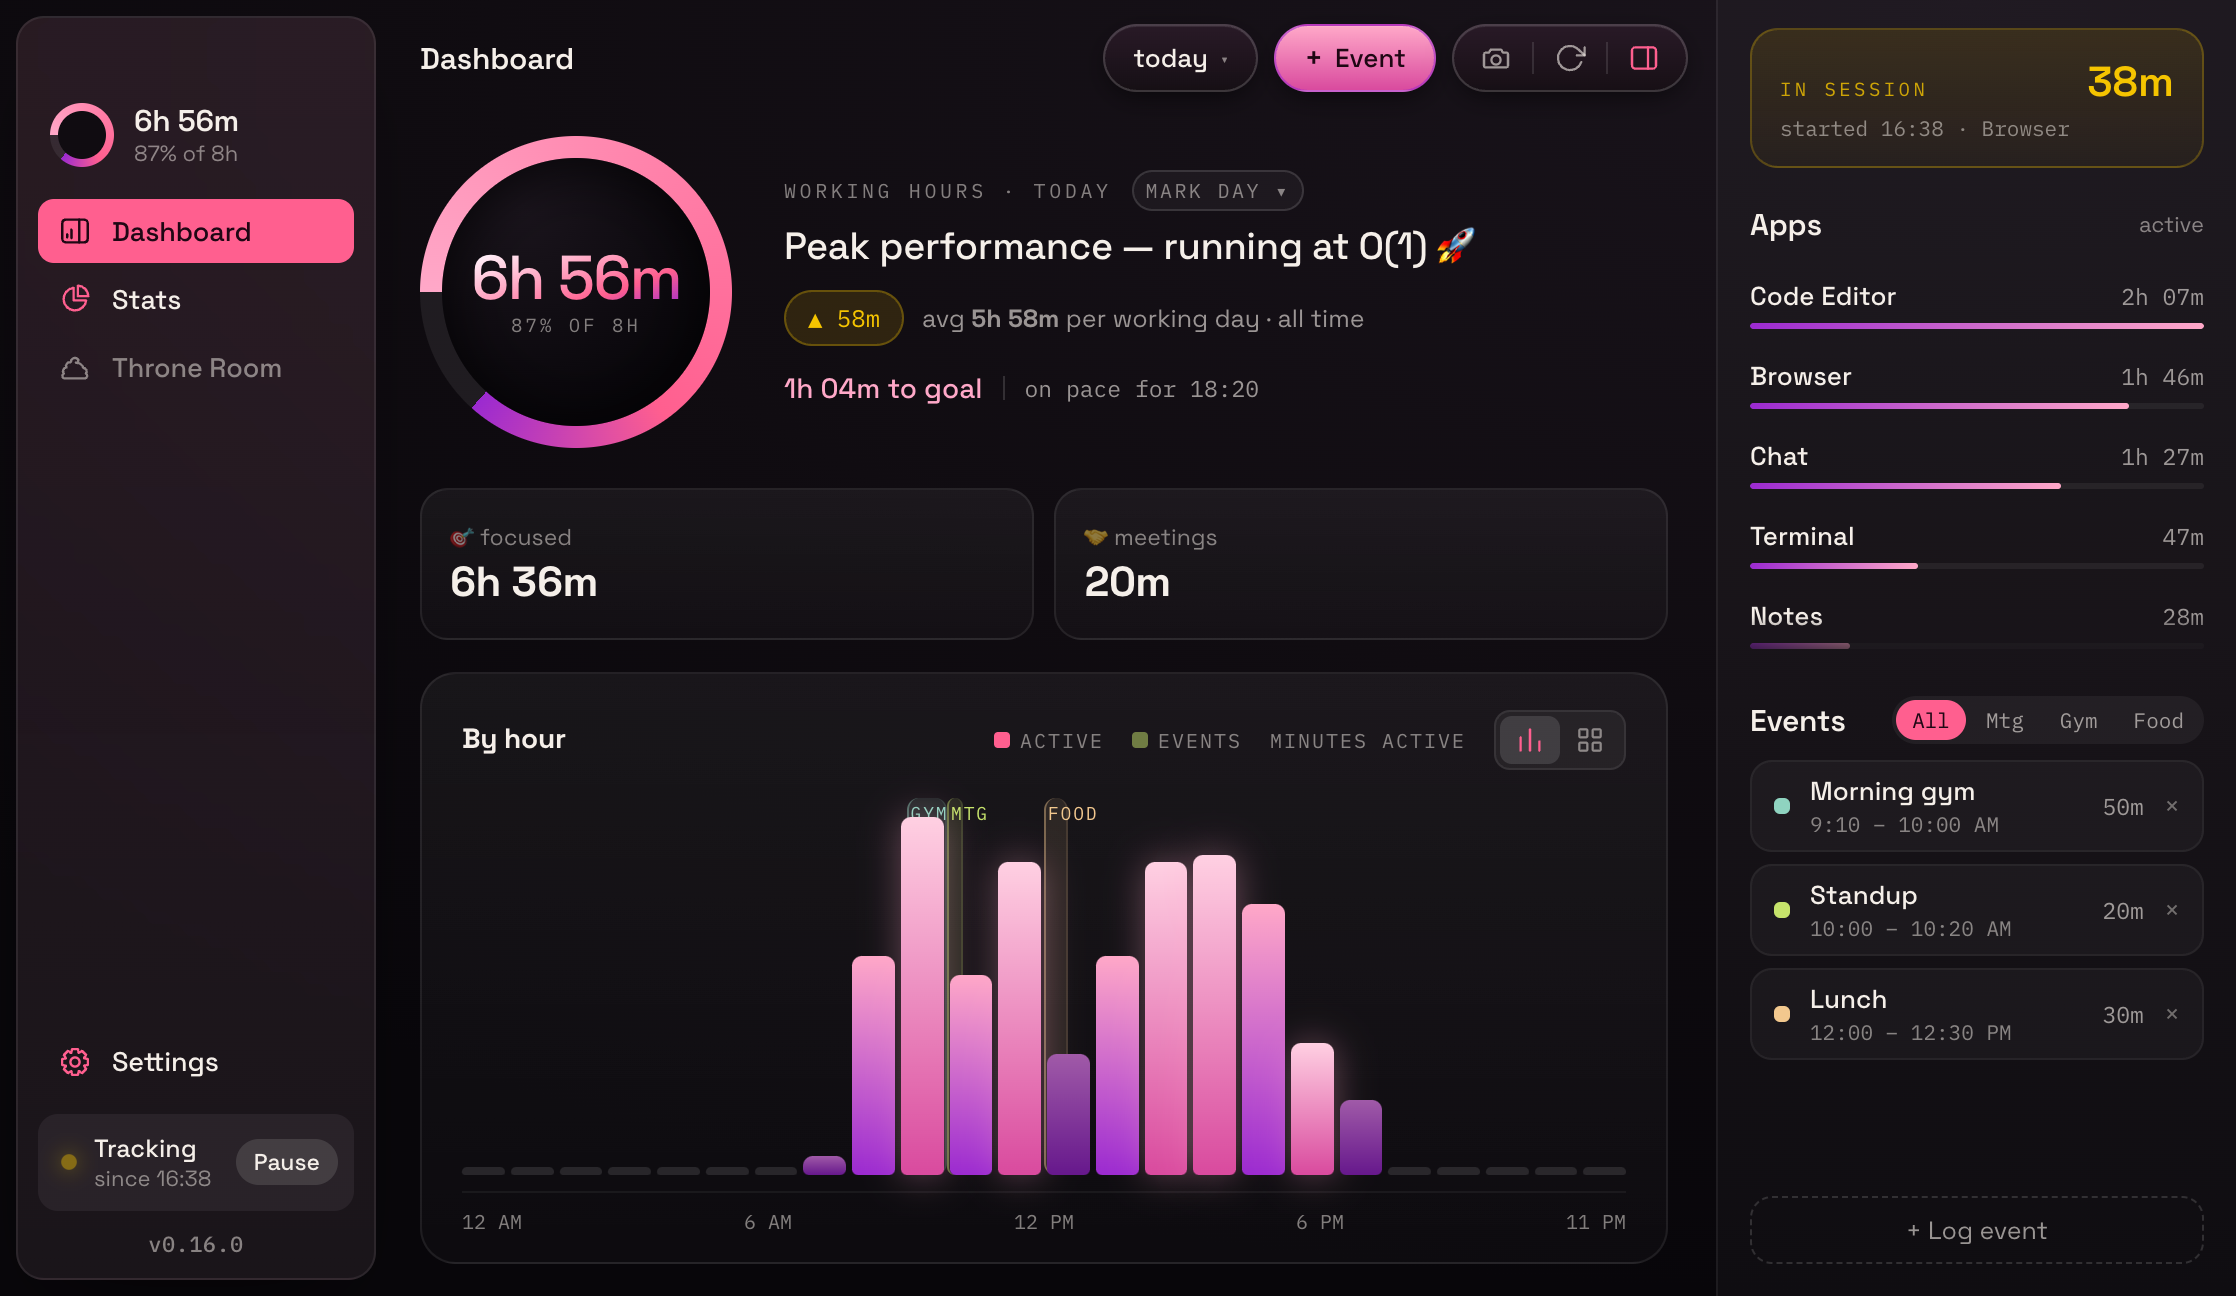 6h 56m
87% of 8h
Dashboard
Stats
Throne Room
Settings
Tracking
since 16:38
Pause
v0.16.0
Dashboard
today ▾
+ Event
6h 56m
87% OF 8H
WORKING HOURS · TODAY
MARK DAY ▾
Peak performance — running at O(1) 🚀
▲ 58m
avg 5h 58m per working day · all time
1h 04m to goal
on pace for 18:20
🎯 focused
6h 36m
🤝 meetings
20m
By hour
ACTIVE
EVENTS
MINUTES ACTIVE
GYM
MTG
FOOD
12 AM
6 AM
12 PM
6 PM
11 PM
IN SESSION
38m
started 16:38 · Browser
Apps
active
Code Editor
2h 07m
Browser
1h 46m
Chat
1h 27m
Terminal
47m
Notes
28m
Events
All
Mtg
Gym
Food
Morning gym
9:10 – 10:00 AM
50m ×
Standup
10:00 – 10:20 AM
20m ×
Lunch
12:00 – 12:30 PM
30m ×
+ Log event